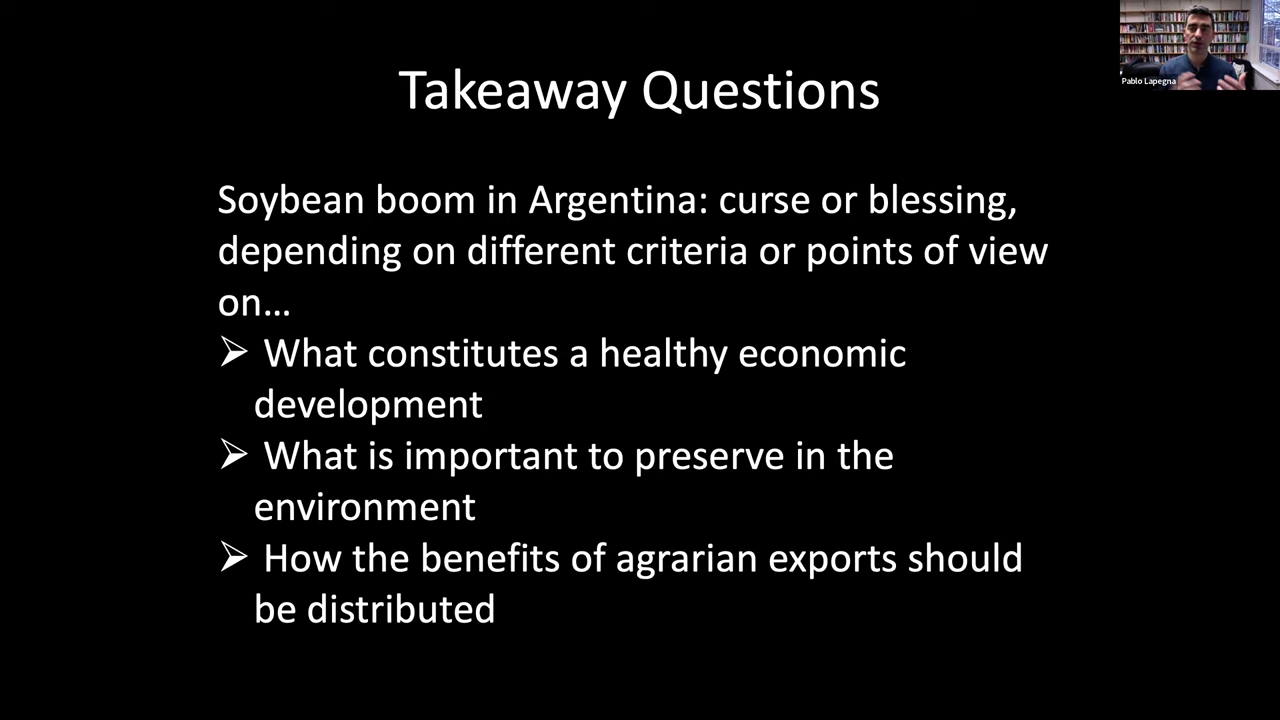 Takeaway Questions
Pablo Lapegna
Soybean boom in Argentina: curse or blessing,
depending on different criteria or points of view
on...
➢ What constitutes a healthy economic
development
➢ What is important to preserve in the
environment
➢ How the benefits of agrarian exports should
be distributed